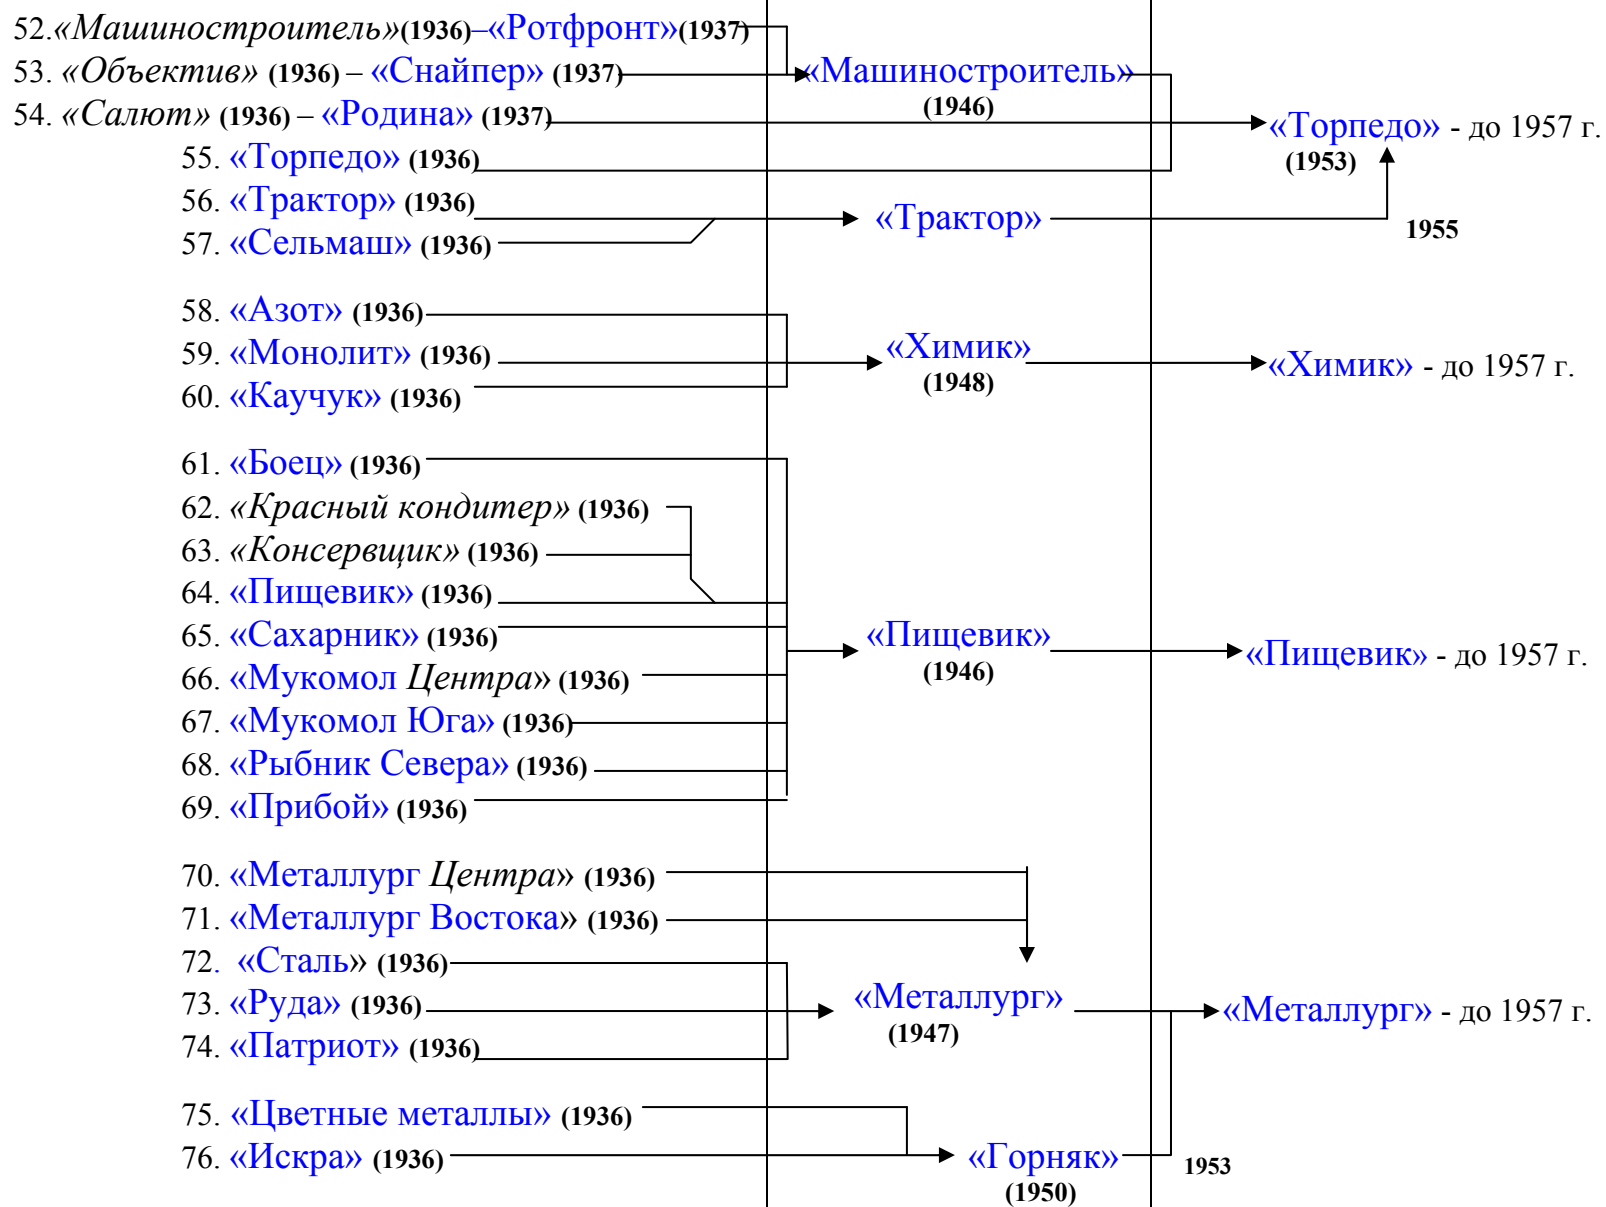 52.«Машиностроитель»(1936)–«Ротфронт»(1937)
53. «Объектив» (1936) – «Снайпер» (1937)
«Машиностроитель»
(1946)
54. «Салют» (1936) – «Родина» (1937)
«Торпедо» - до 1957 г.
(1953)
55. «Торпедо» (1936)
56. «Трактор» (1936)
«Трактор»
1955
57. «Сельмаш» (1936)
58. «Азот» (1936)
59. «Монолит» (1936)
«Химик»
(1948)
«Химик» - до 1957 г.
60. «Каучук» (1936)
61. «Боец» (1936)
62. «Красный кондитер» (1936)
63. «Консервщик» (1936)
64. «Пищевик» (1936)
65. «Сахарник» (1936)
«Пищевик»
(1946)
«Пищевик» - до 1957 г.
66. «Мукомол Центра» (1936)
67. «Мукомол Юга» (1936)
68. «Рыбник Севера» (1936)
69. «Прибой» (1936)
70. «Металлург Центра» (1936)
71. «Металлург Востока» (1936)
72. «Сталь» (1936)
73. «Руда» (1936)
«Металлург»
(1947)
«Металлург» - до 1957 г.
74. «Патриот» (1936)
75. «Цветные металлы» (1936)
76. «Искра» (1936)
«Горняк»
(1950)
1953